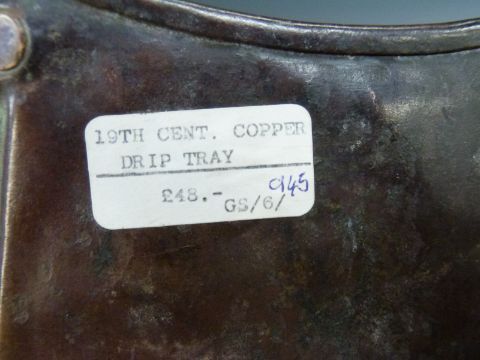 19TH CENT. COPPER
DRIP TRAY
£48.-
GS/6/ 945